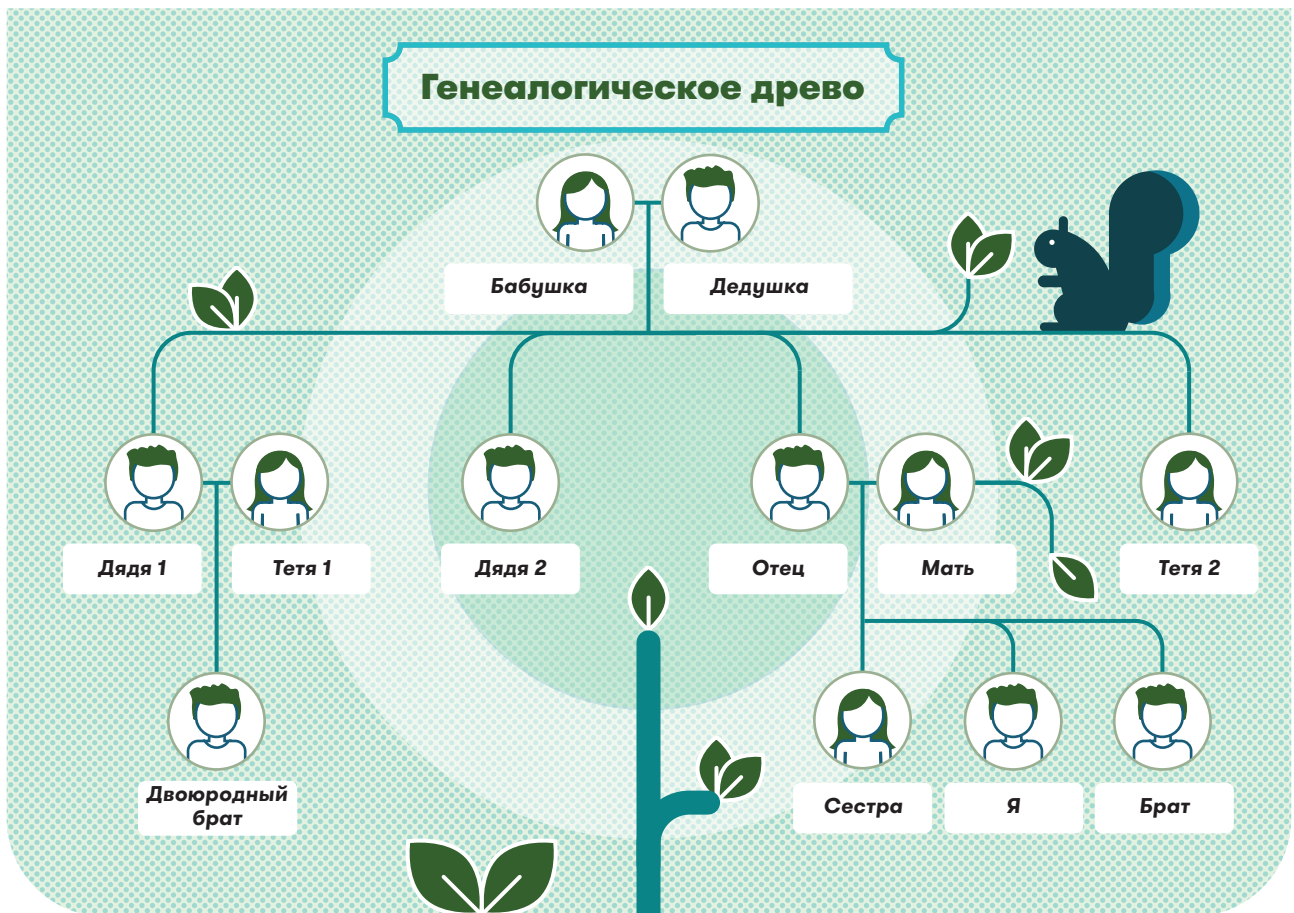 Генеалогическое древо
Бабушка
Дедушка
Дядя 1
Тетя 1
Дядя 2
Отец
Мать
Тетя 2
Двоюродный
брат
Сестра
Я
Брат